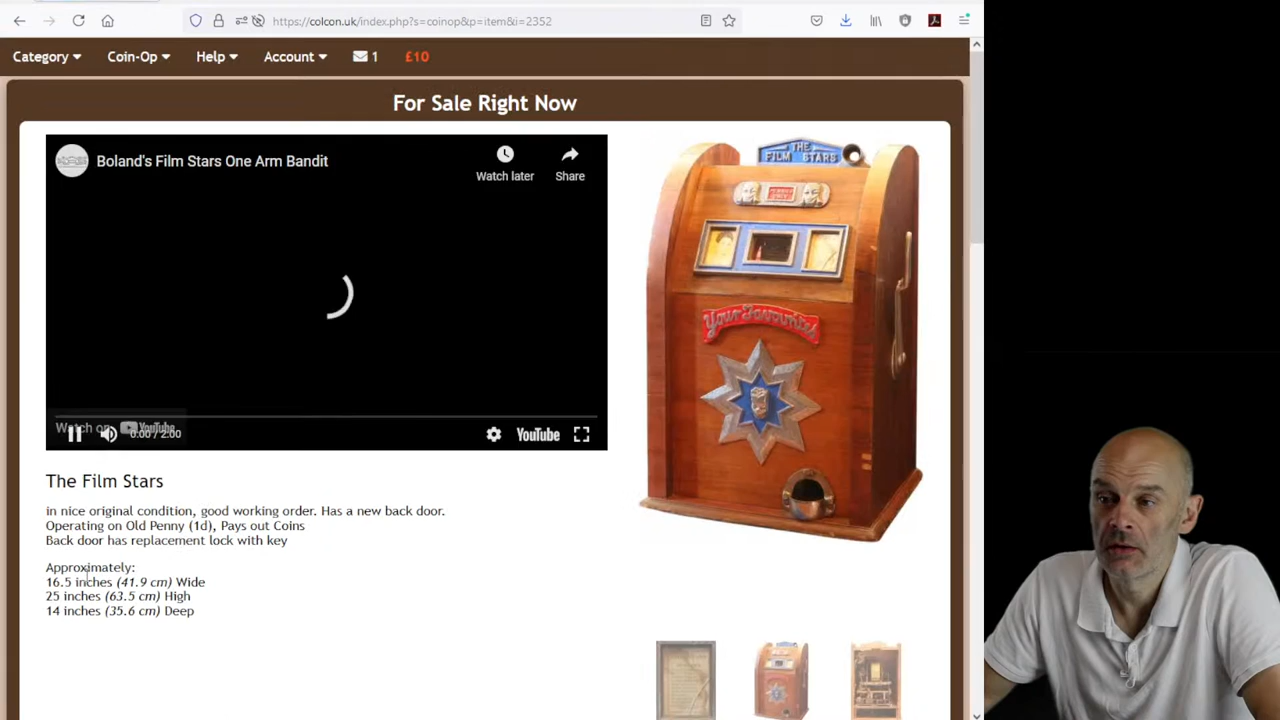 https://colcon.uk/index.php?s=coinop&p=item&i=2352
Category Coin-Op Help Account 1 £10
For Sale Right Now
Boland's Film Stars One Arm Bandit
Watch later
Share
Watch on YouTube
0:00 / 2:00
YouTube
THE
FILM STARS
Your Favourites
The Film Stars
in nice original condition, good working order. Has a new back door.
Operating on Old Penny (1d), Pays out Coins
Back door has replacement lock with key
Approximately:
16.5 inches (41.9 cm) Wide
25 inches (63.5 cm) High
14 inches (35.6 cm) Deep